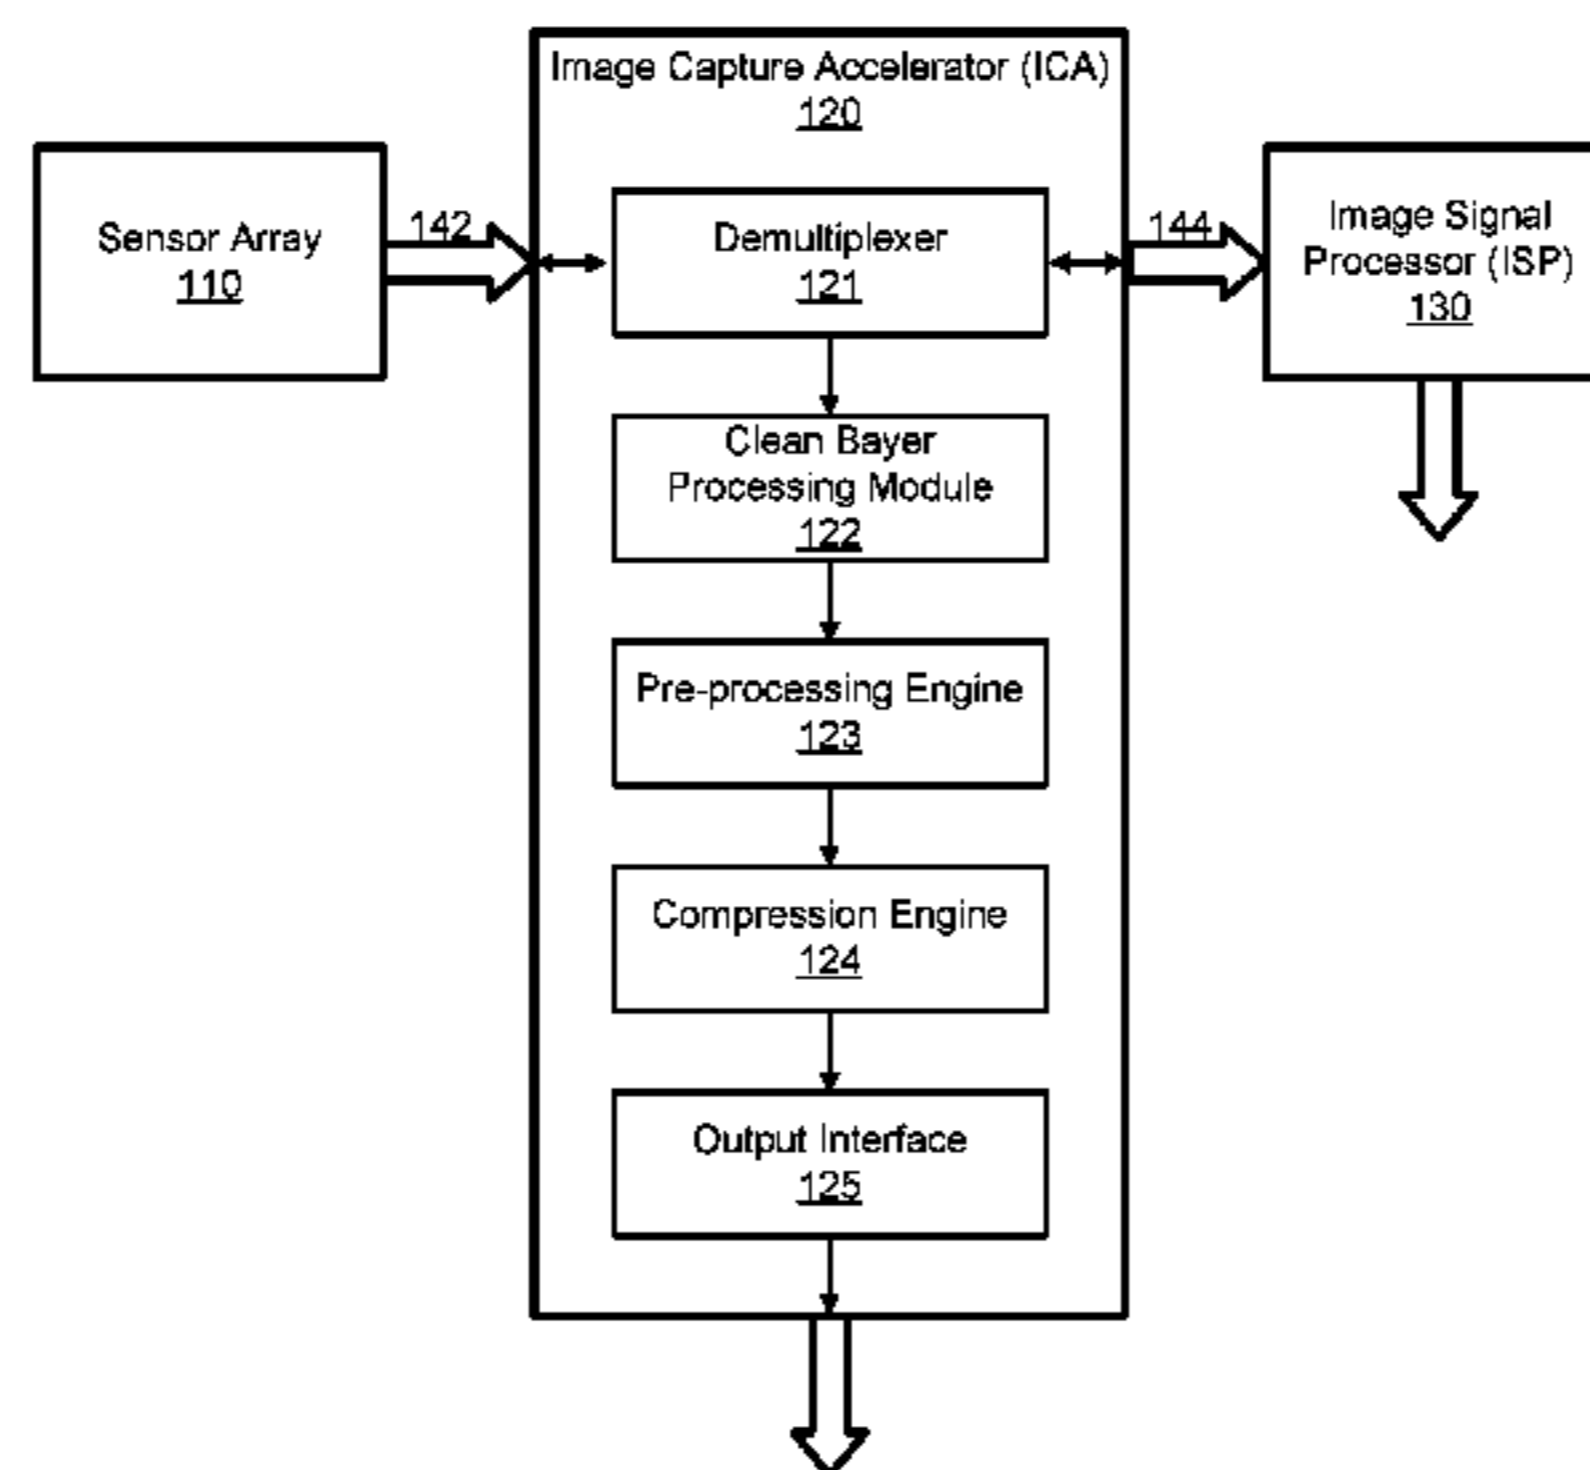 Image Capture Accelerator (ICA)
120
Sensor Array
110
142
Demultiplexer
121
144
Image Signal
Processor (ISP)
130
Clean Bayer
Processing Module
122
Pre-processing Engine
123
Compression Engine
124
Output Interface
125